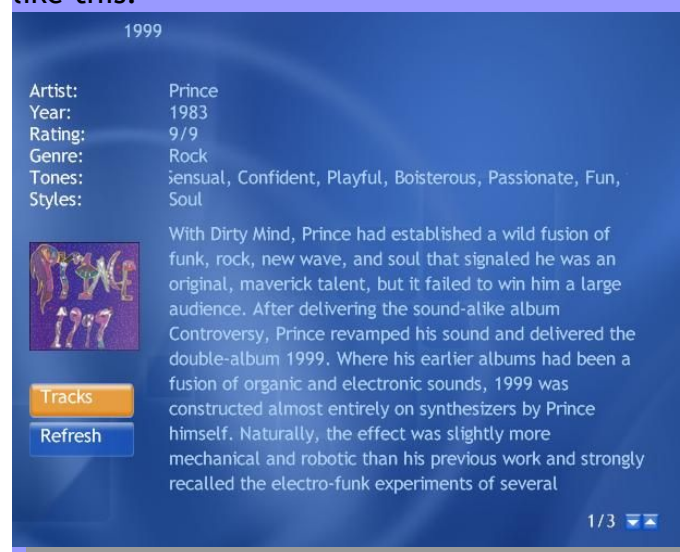 like this:
1999
Artist: Prince
Year: 1983
Rating: 9/9
Genre: Rock
Tones: Sensual, Confident, Playful, Boisterous, Passionate, Fun,
Styles: Soul
With Dirty Mind, Prince had established a wild fusion of
funk, rock, new wave, and soul that signaled he was an
original, maverick talent, but it failed to win him a large
audience. After delivering the sound-alike album
Controversy, Prince revamped his sound and delivered the
double-album 1999. Where his earlier albums had been a
fusion of organic and electronic sounds, 1999 was
constructed almost entirely on synthesizers by Prince
himself. Naturally, the effect was slightly more
mechanical and robotic than his previous work and strongly
recalled the electro-funk experiments of several
PRINCE
1999
Tracks
Refresh
1/3